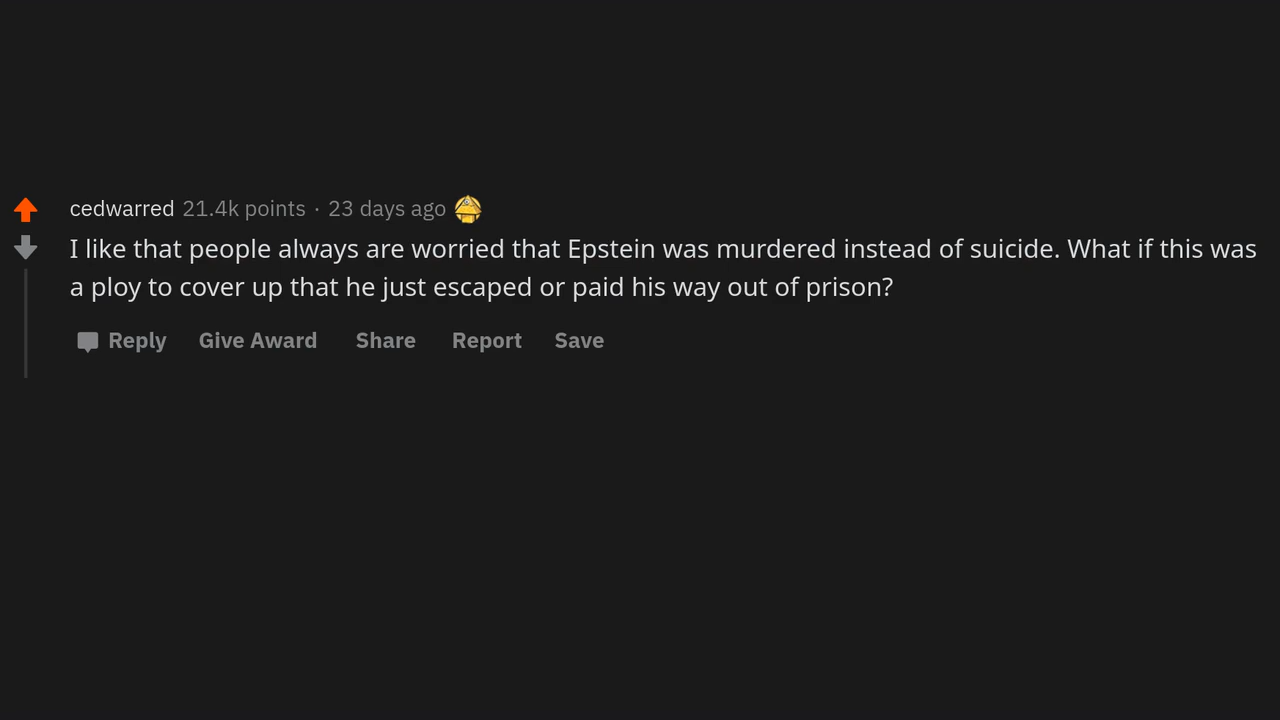 cedwarred 21.4k points · 23 days ago
I like that people always are worried that Epstein was murdered instead of suicide. What if this was
a ploy to cover up that he just escaped or paid his way out of prison?
Reply Give Award Share Report Save